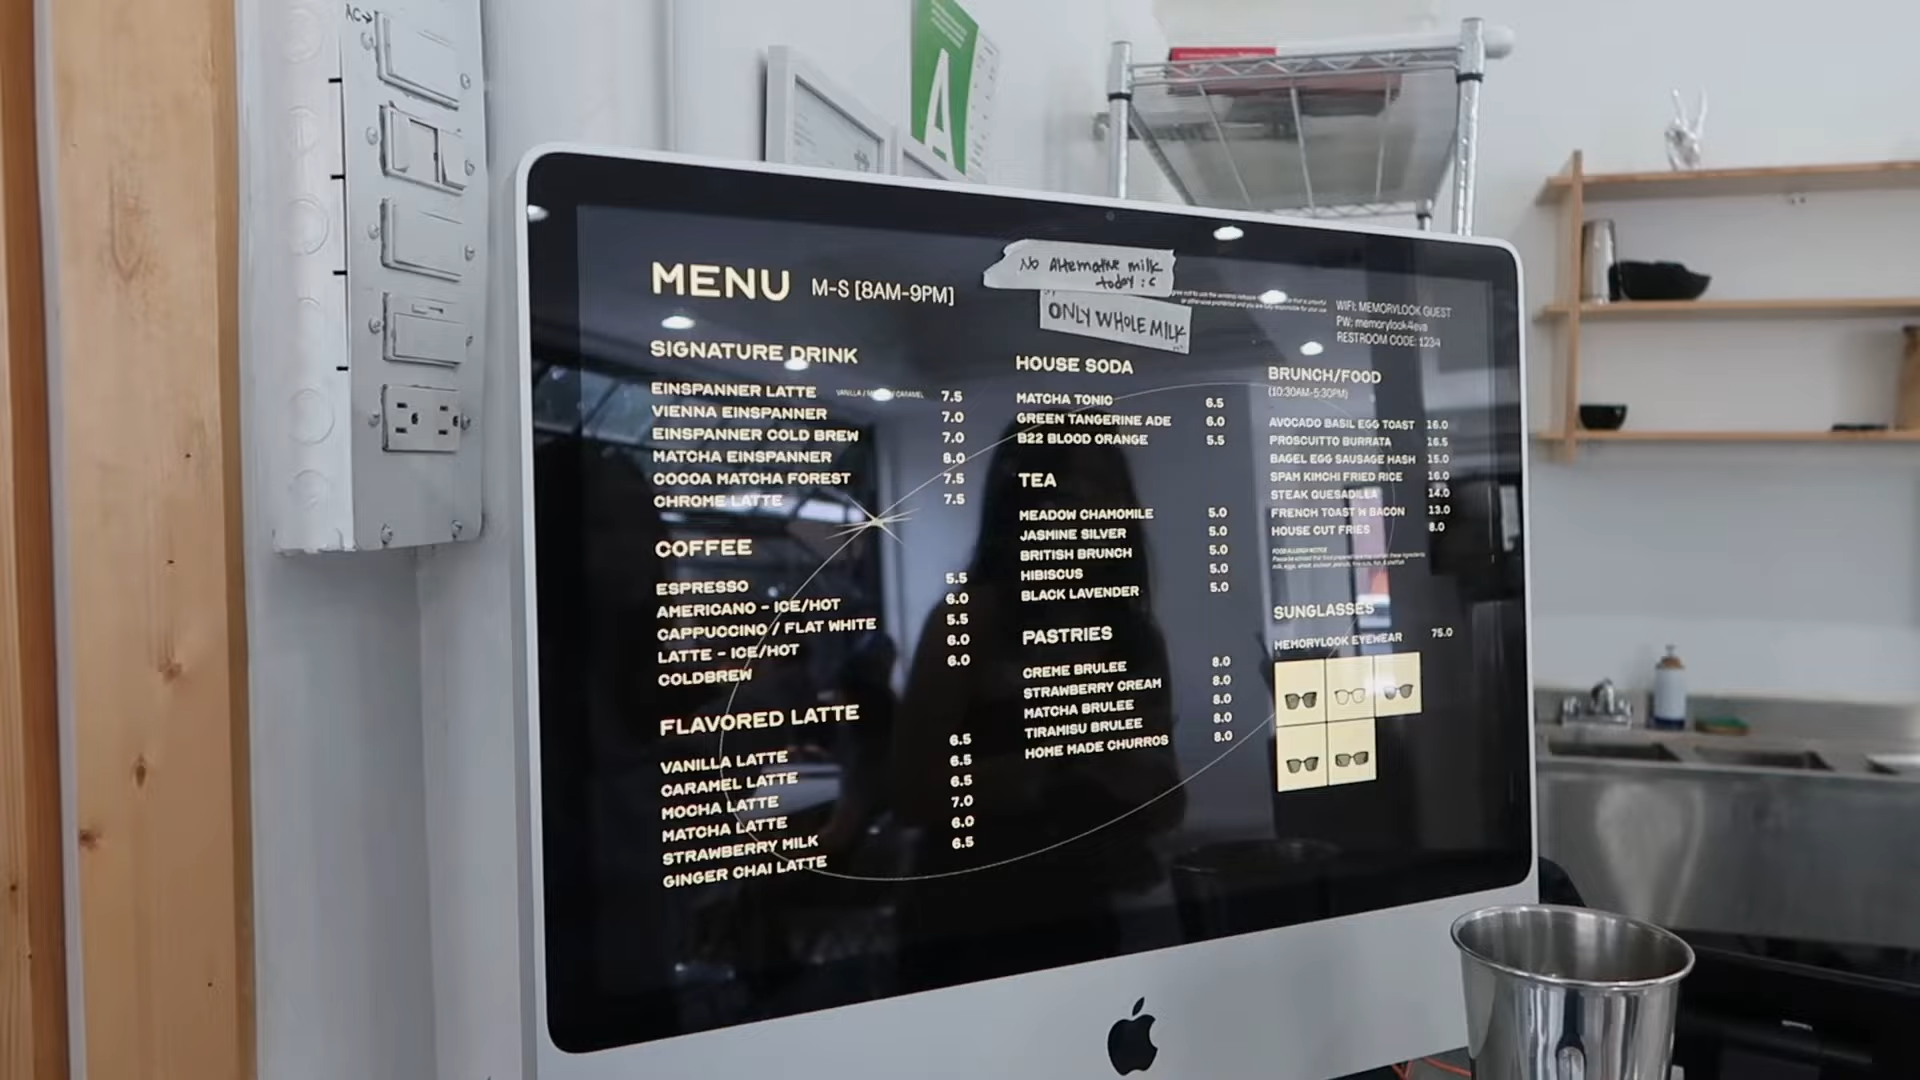 AC→
A
MENU M-S [8AM-9PM]
No Alternative milk
today :c
ONLY WHOLE MILK
WIFI: MEMORYLOOK GUEST
PW: memorylook4eva
RESTROOM CODE: 1234
SIGNATURE DRINK
EINSPANNER LATTE 7.5
VIENNA EINSPANNER 7.0
EINSPANNER COLD BREW 7.0
MATCHA EINSPANNER 8.0
COCOA MATCHA FOREST 7.5
CHROME LATTE 7.5
COFFEE
ESPRESSO 5.5
AMERICANO - ICE/HOT 6.0
CAPPUCCINO / FLAT WHITE 5.5
LATTE - ICE/HOT 6.0
COLDBREW 6.0
FLAVORED LATTE
VANILLA LATTE 6.5
CARAMEL LATTE 6.5
MOCHA LATTE 6.5
MATCHA LATTE 7.0
STRAWBERRY MILK 6.0
GINGER CHAI LATTE 6.5
HOUSE SODA
MATCHA TONIC 6.5
GREEN TANGERINE ADE 6.0
B22 BLOOD ORANGE 5.5
TEA
MEADOW CHAMOMILE 5.0
JASMINE SILVER 5.0
BRITISH BRUNCH 5.0
HIBISCUS 5.0
BLACK LAVENDER 5.0
PASTRIES
CREME BRULEE 8.0
STRAWBERRY CREAM 8.0
MATCHA BRULEE 8.0
TIRAMISU BRULEE 8.0
HOME MADE CHURROS 8.0
BRUNCH/FOOD
(10:30AM-5:30PM)
AVOCADO BASIL EGG TOAST 16.0
PROSCUITTO BURRATA 16.5
BAGEL EGG SAUSAGE HASH 15.0
SPAM KIMCHI FRIED RICE 16.0
STEAK QUESADILLA 14.0
FRENCH TOAST W BACON 13.0
HOUSE CUT FRIES 8.0
FOOD ALLERGY NOTICE
SUNGLASSES
MEMORYLOOK EYEWEAR 75.0